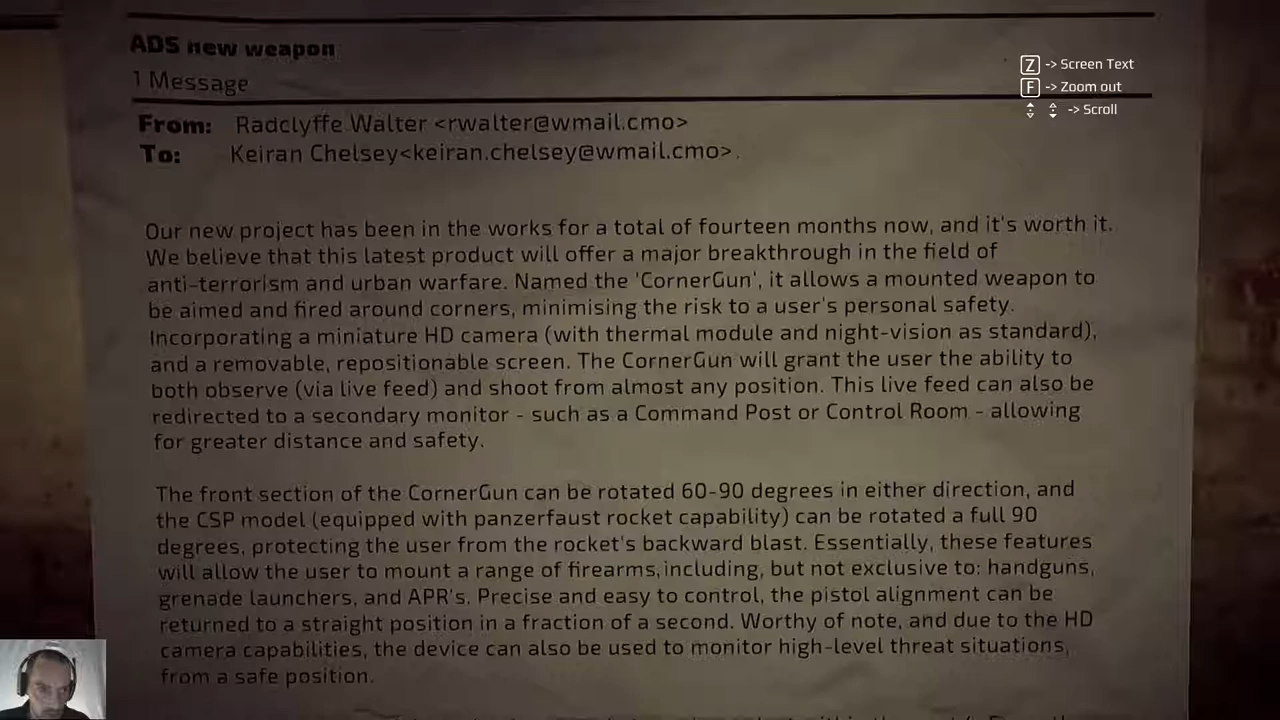 ADS new weapon
1 Message
Z -> Screen Text
F -> Zoom out
-> Scroll
From: Radclyffe Walter <rwalter@wmail.cmo>
To: Keiran Chelsey<keiran.chelsey@wmail.cmo>.
Our new project has been in the works for a total of fourteen months now, and it's worth it.
We believe that this latest product will offer a major breakthrough in the field of
anti-terrorism and urban warfare. Named the 'CornerGun', it allows a mounted weapon to
be aimed and fired around corners, minimising the risk to a user's personal safety.
Incorporating a miniature HD camera (with thermal module and night-vision as standard),
and a removable, repositionable screen. The CornerGun will grant the user the ability to
both observe (via live feed) and shoot from almost any position. This live feed can also be
redirected to a secondary monitor - such as a Command Post or Control Room - allowing
for greater distance and safety.
The front section of the CornerGun can be rotated 60-90 degrees in either direction, and
the CSP model (equipped with panzerfaust rocket capability) can be rotated a full 90
degrees, protecting the user from the rocket's backward blast. Essentially, these features
will allow the user to mount a range of firearms, including, but not exclusive to: handguns,
grenade launchers, and APR's. Precise and easy to control, the pistol alignment can be
returned to a straight position in a fraction of a second. Worthy of note, and due to the HD
camera capabilities, the device can also be used to monitor high-level threat situations,
from a safe position.